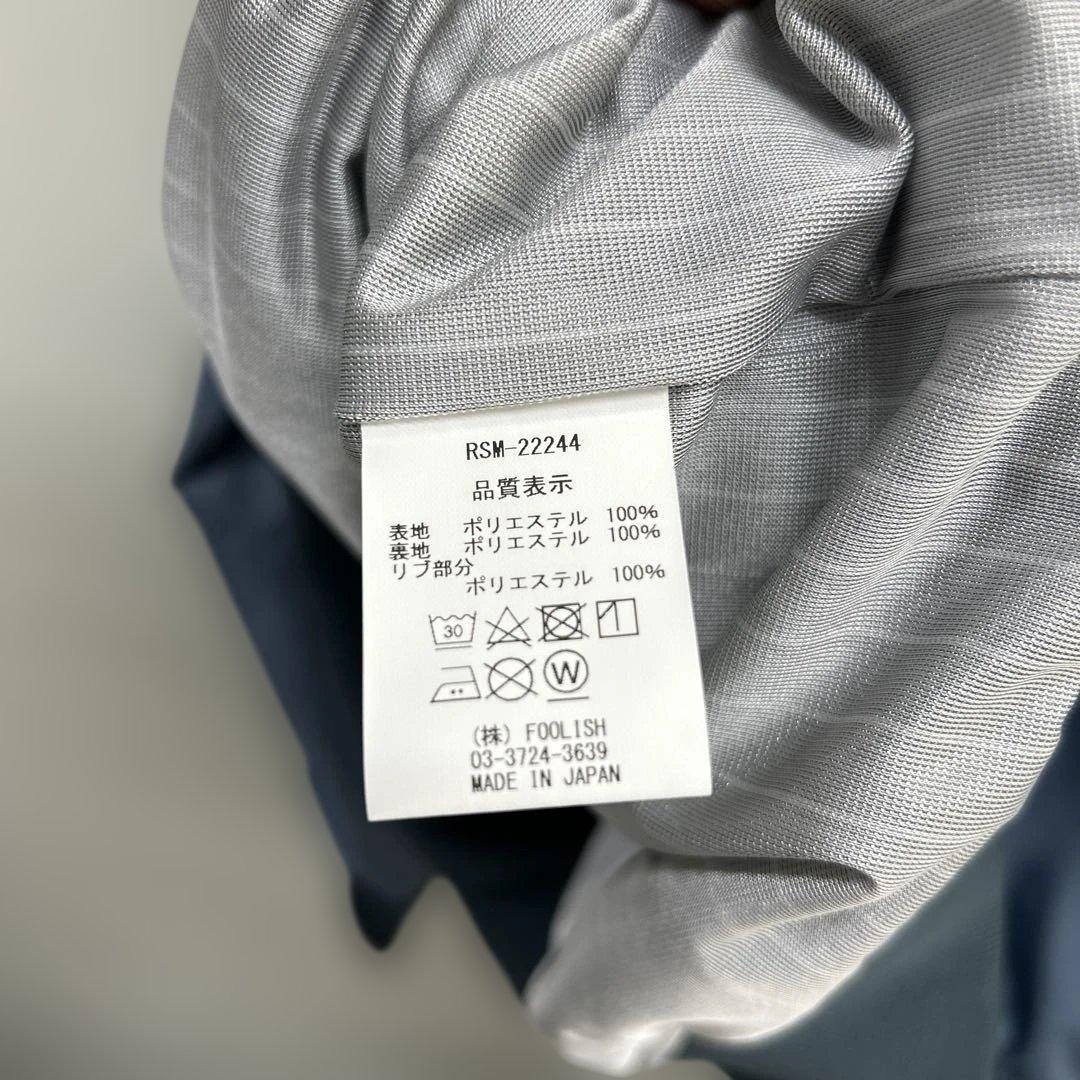 RSM-22244
品質表示
表地 ポリエステル 100%
裏地 ポリエステル 100%
リブ部分
ポリエステル 100%
30
W
(株) FOOLISH
03-3724-3639
MADE IN JAPAN